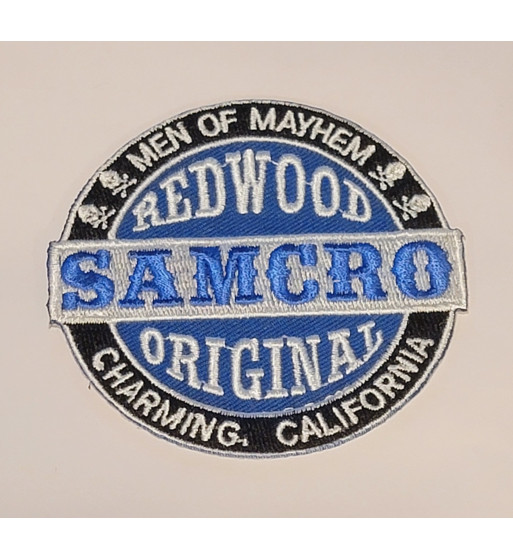 MEN OF MAYHEM
REDWOOD
SAMCRO
ORIGINAL
CHARMING, CALIFORNIA